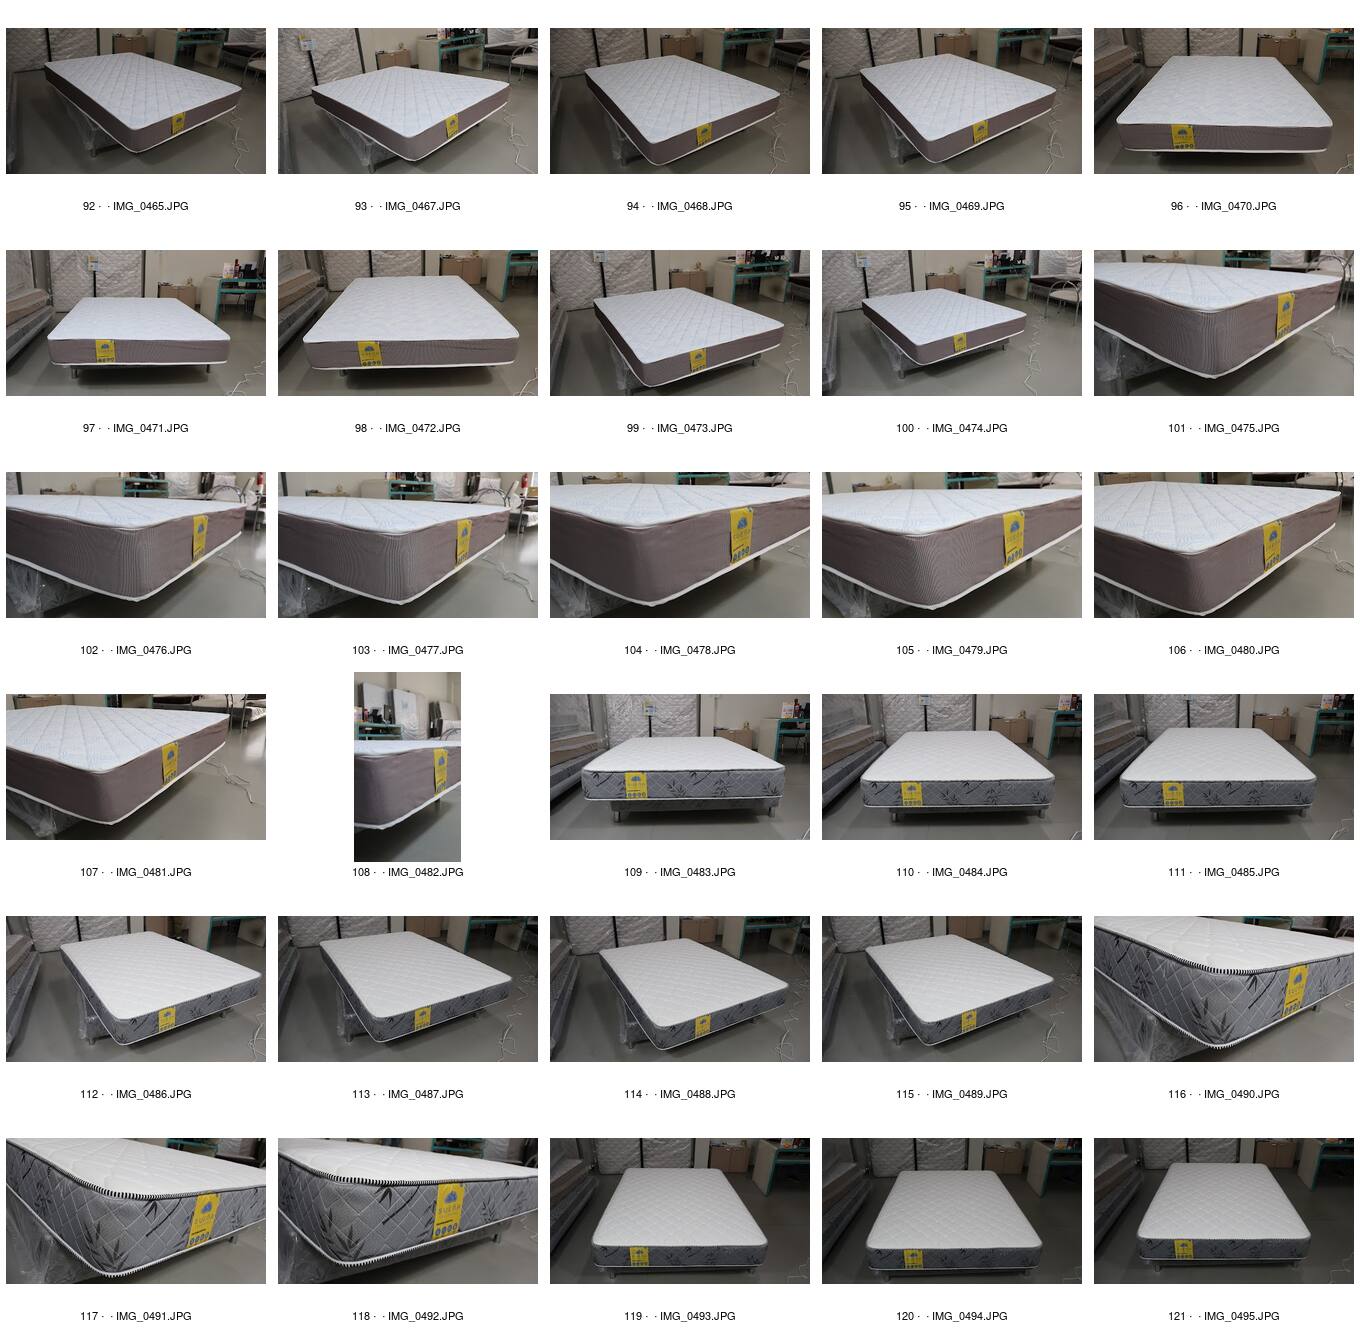 92 · · IMG_0465.JPG
93 · · IMG_0467.JPG
94 · · IMG_0468.JPG
95 · · IMG_0469.JPG
96 · · IMG_0470.JPG
97 · · IMG_0471.JPG
98 · · IMG_0472.JPG
99 · · IMG_0473.JPG
100 · · IMG_0474.JPG
101 · · IMG_0475.JPG
102 · · IMG_0476.JPG
103 · · IMG_0477.JPG
104 · · IMG_0478.JPG
105 · · IMG_0479.JPG
106 · · IMG_0480.JPG
107 · · IMG_0481.JPG
108 · · IMG_0482.JPG
109 · · IMG_0483.JPG
110 · · IMG_0484.JPG
111 · · IMG_0485.JPG
112 · · IMG_0486.JPG
113 · · IMG_0487.JPG
114 · · IMG_0488.JPG
115 · · IMG_0489.JPG
116 · · IMG_0490.JPG
117 · · IMG_0491.JPG
118 · · IMG_0492.JPG
119 · · IMG_0493.JPG
120 · · IMG_0494.JPG
121 · · IMG_0495.JPG